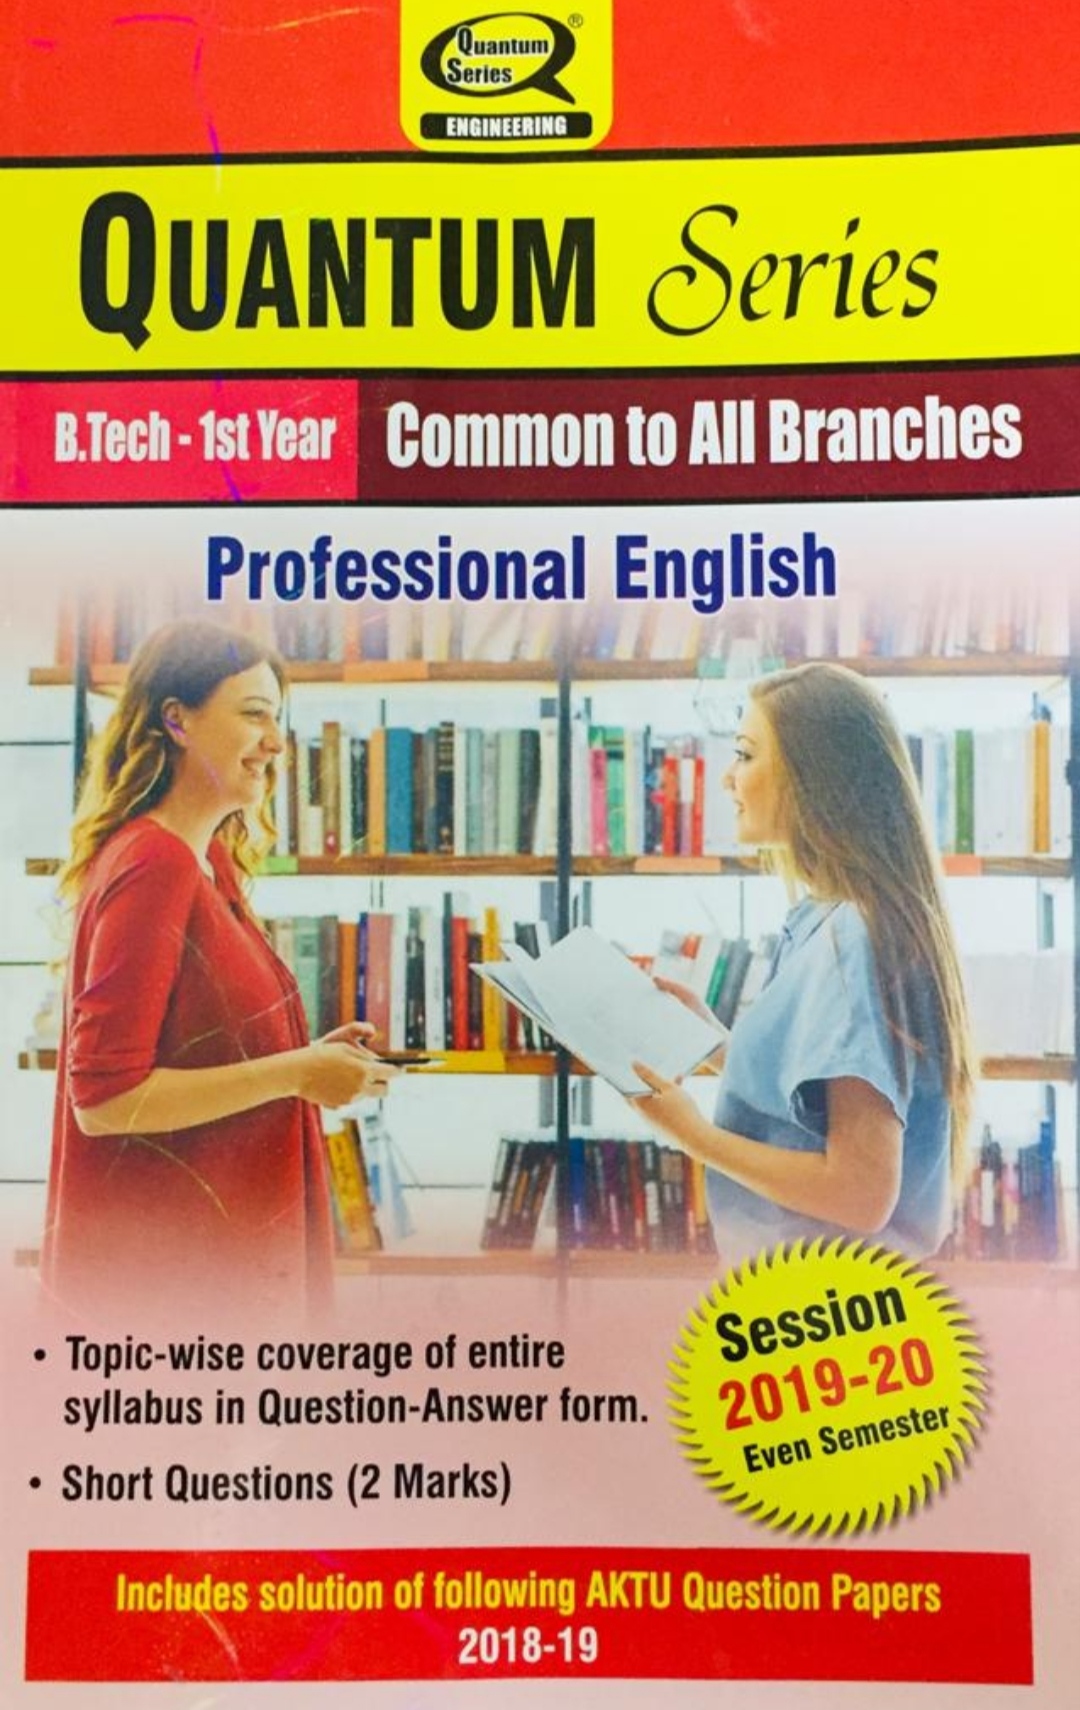 Quantum
Series
®
ENGINEERING
QUANTUM Series
B.Tech - 1st Year
Common to All Branches
Professional English
• Topic-wise coverage of entire
syllabus in Question-Answer form.
• Short Questions (2 Marks)
Session
2019-20
Even Semester
Includes solution of following AKTU Question Papers
2018-19